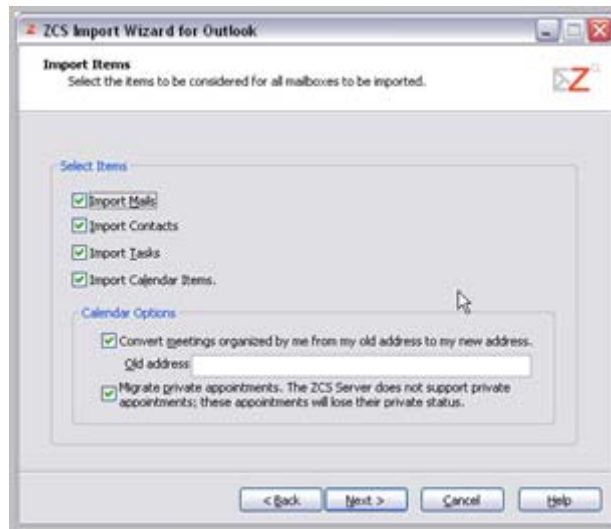 ZCS Import Wizard for Outlook
Import Items
Select the items to be considered for all mailboxes to be imported.
Z
Select Items
Import Mails
Import Contacts
Import Tasks
Import Calendar Items.
Calendar Options
Convert meetings organized by me from my old address to my new address.
Old address
Migrate private appointments. The ZCS Server does not support private
appointments; these appointments will lose their private status.
< Back Next > Cancel Help